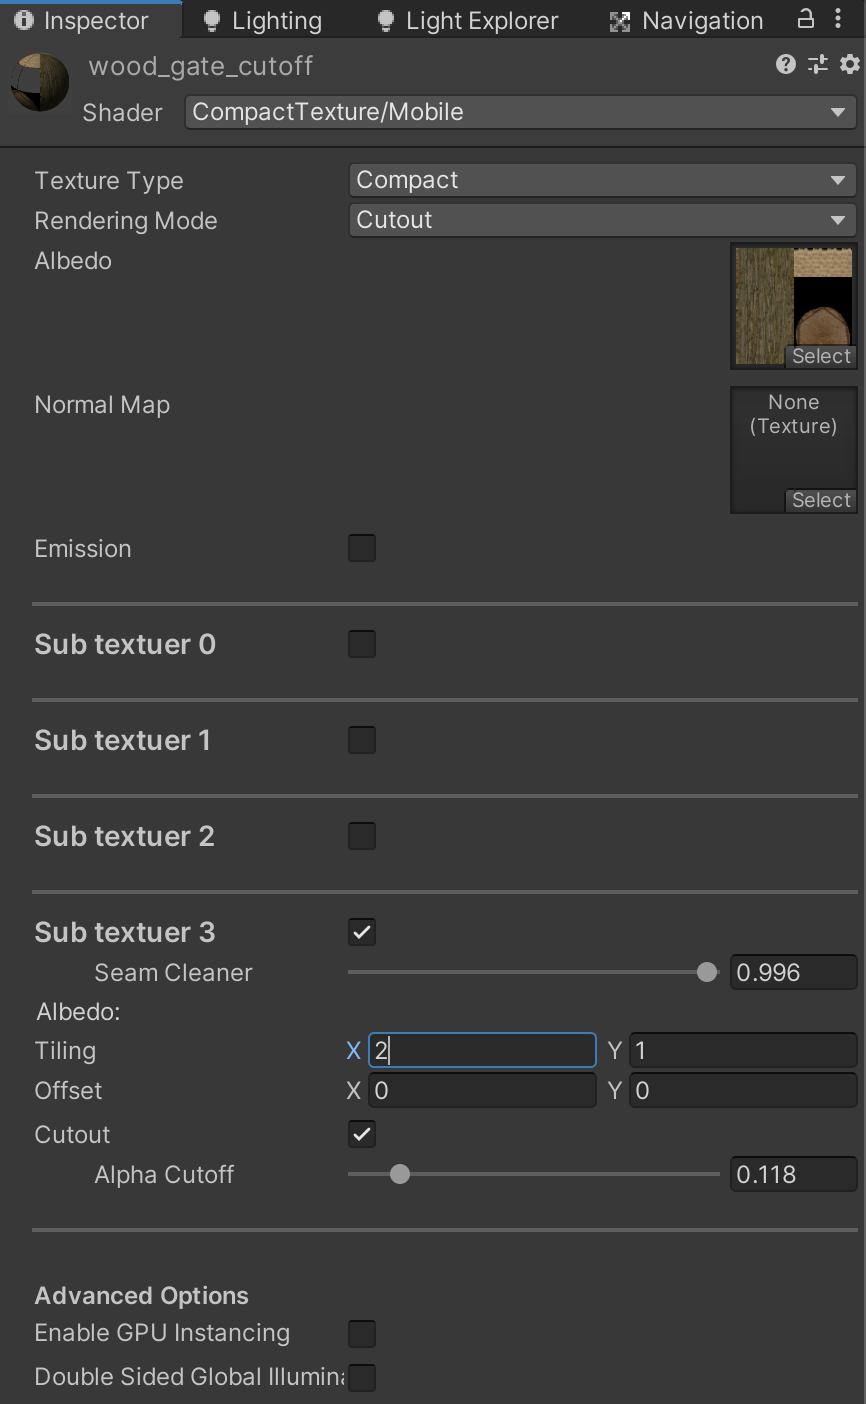 Inspector Lighting Light Explorer Navigation
wood_gate_cutoff
Shader CompactTexture/Mobile
Texture Type Compact
Rendering Mode Cutout
Albedo
Select
Normal Map None
(Texture)
Select
Emission
Sub textuer 0
Sub textuer 1
Sub textuer 2
Sub textuer 3
Seam Cleaner 0.996
Albedo:
Tiling X 2 Y 1
Offset X 0 Y 0
Cutout
Alpha Cutoff 0.118
Advanced Options
Enable GPU Instancing
Double Sided Global Illumina